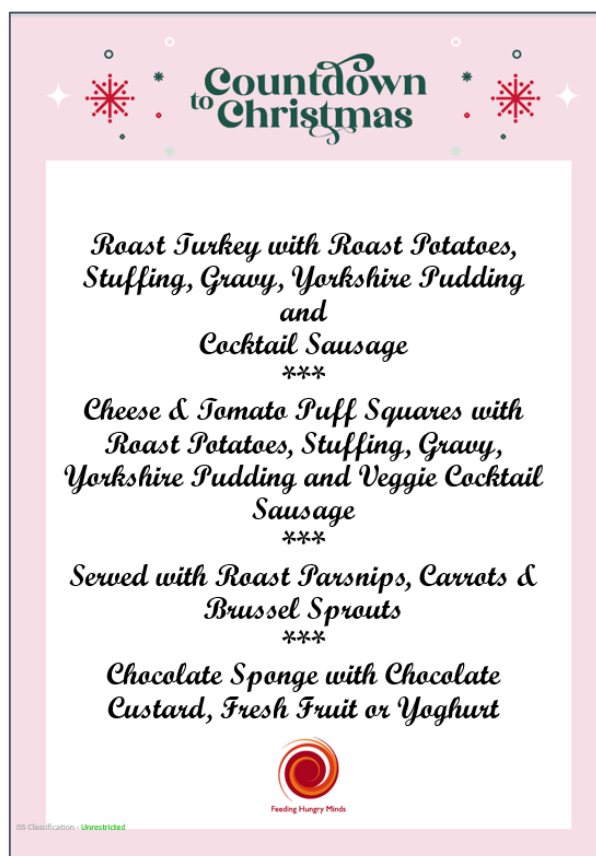 Countdown
to Christmas
Roast Turkey with Roast Potatoes,
Stuffing, Gravy, Yorkshire Pudding
and
Cocktail Sausage
***
Cheese & Tomato Puff Squares with
Roast Potatoes, Stuffing, Gravy,
Yorkshire Pudding and Veggie Cocktail
Sausage
***
Served with Roast Parsnips, Carrots &
Brussel Sprouts
***
Chocolate Sponge with Chocolate
Custard, Fresh Fruit or Yoghurt
Feeding Hungry Minds
ISS Classification - Unrestricted